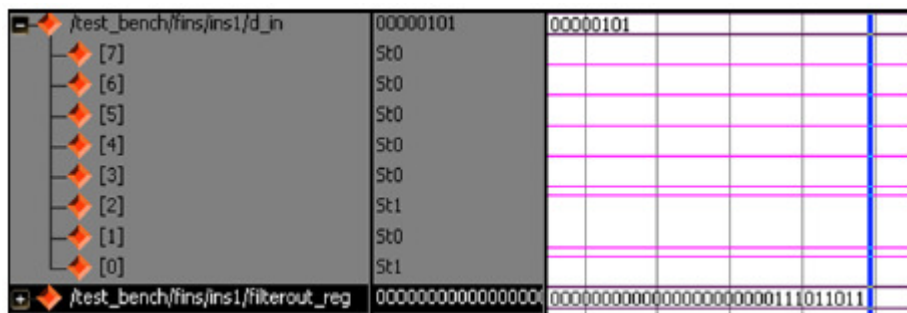 /test_bench/fins/ins1/d_in 00000101 00000101
[7] St0
[6] St0
[5] St0
[4] St0
[3] St0
[2] St1
[1] St0
[0] St1
/test_bench/fins/ins1/filterout_reg 0000000000000000 00000000000000000000000111011011